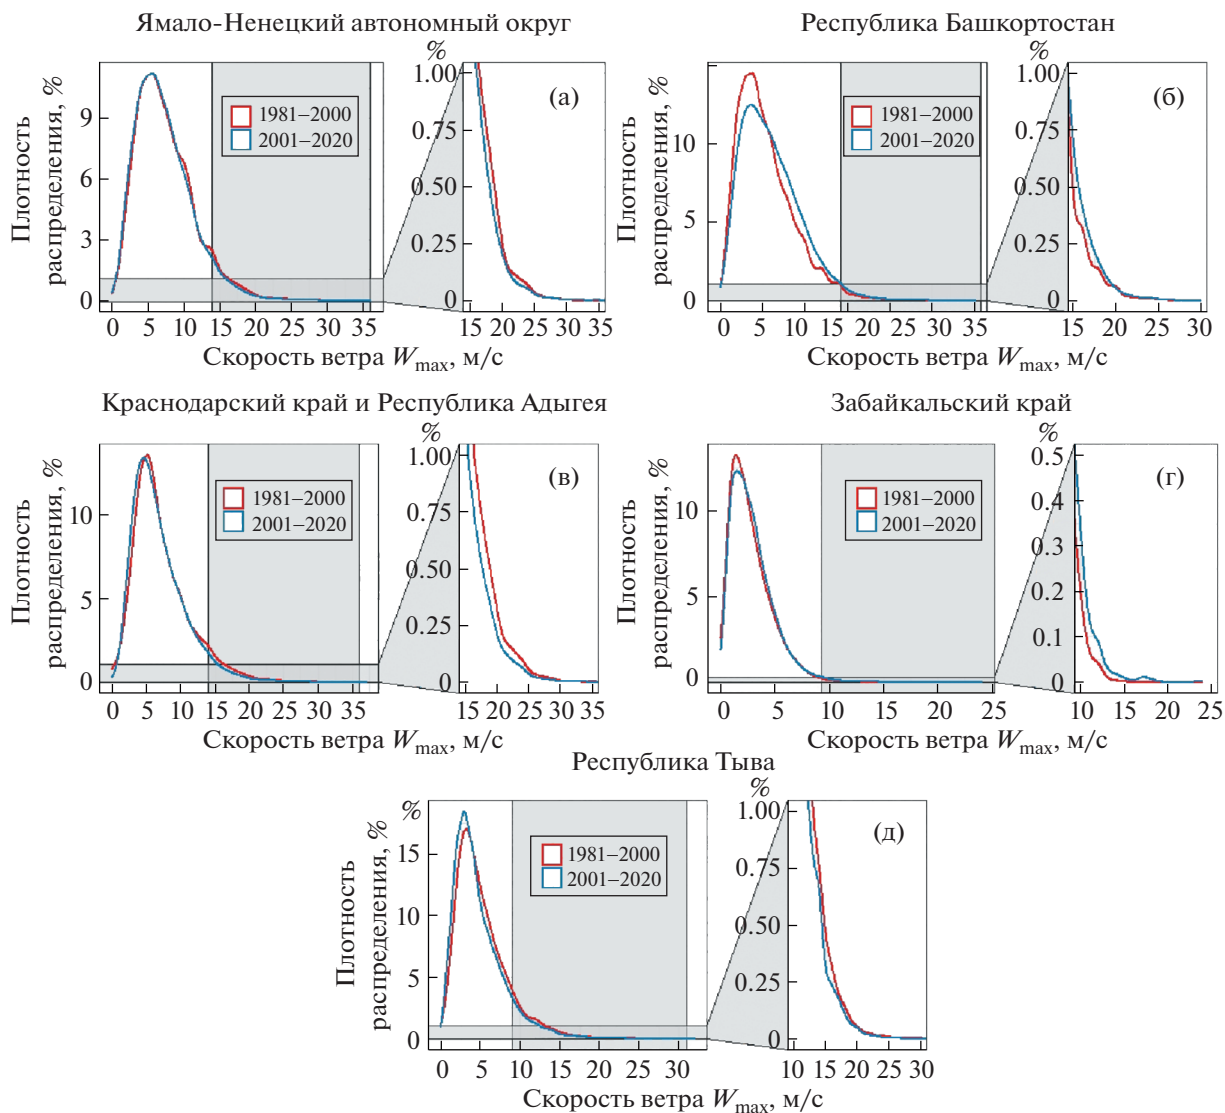 Ямало-Ненецкий автономный округ
Плотность
распределения, %
9
6
3
0
0 5 10 15 20 25 30 35
Скорость ветра Wmax, м/с
1981–2000
2001–2020
%
1.00
0.75
0.50
0.25
0
15 20 25 30 35
(а)
Республика Башкортостан
Плотность
распределения, %
15
10
5
0
0 5 10 15 20 25 30 35
Скорость ветра Wmax, м/с
1981–2000
2001–2020
%
1.00
0.75
0.50
0.25
0
15 20 25 30
(б)
Краснодарский край и Республика Адыгея
Плотность
распределения, %
10
5
0
0 5 10 15 20 25 30 35
Скорость ветра Wmax, м/с
1981–2000
2001–2020
%
1.00
0.75
0.50
0.25
0
15 20 25 30 35
(в)
Забайкальский край
Плотность
распределения, %
10
5
0
0 5 10 15 20 25
Скорость ветра Wmax, м/с
1981–2000
2001–2020
%
0.5
0.4
0.3
0.2
0.1
0
10 15 20 25
(г)
Республика Тыва
%
Плотность
распределения, %
15
10
5
0
0 5 10 15 20 25 30
Скорость ветра Wmax, м/с
1981–2000
2001–2020
%
1.00
0.75
0.50
0.25
0
10 15 20 25 30
(д)